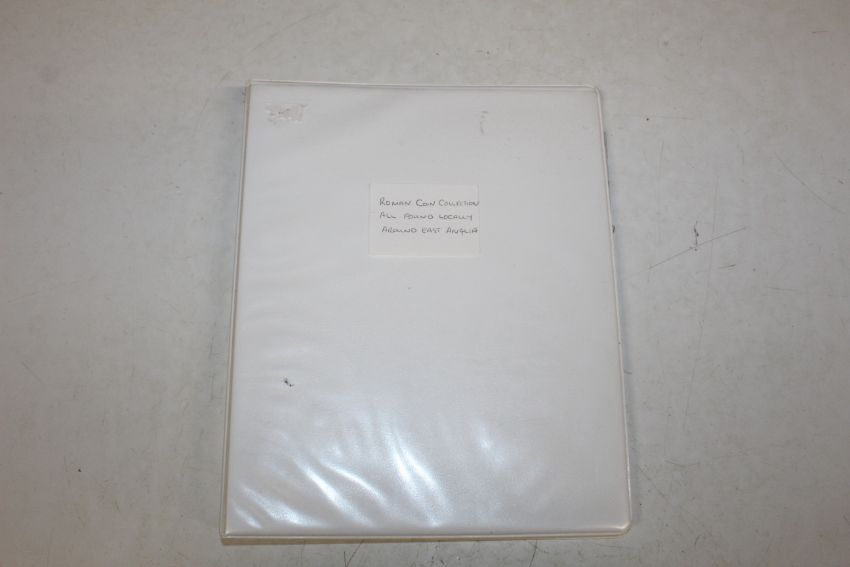 ROMAN COIN COLLECTION
ALL FOUND LOCALLY
AROUND EAST ANGLIA